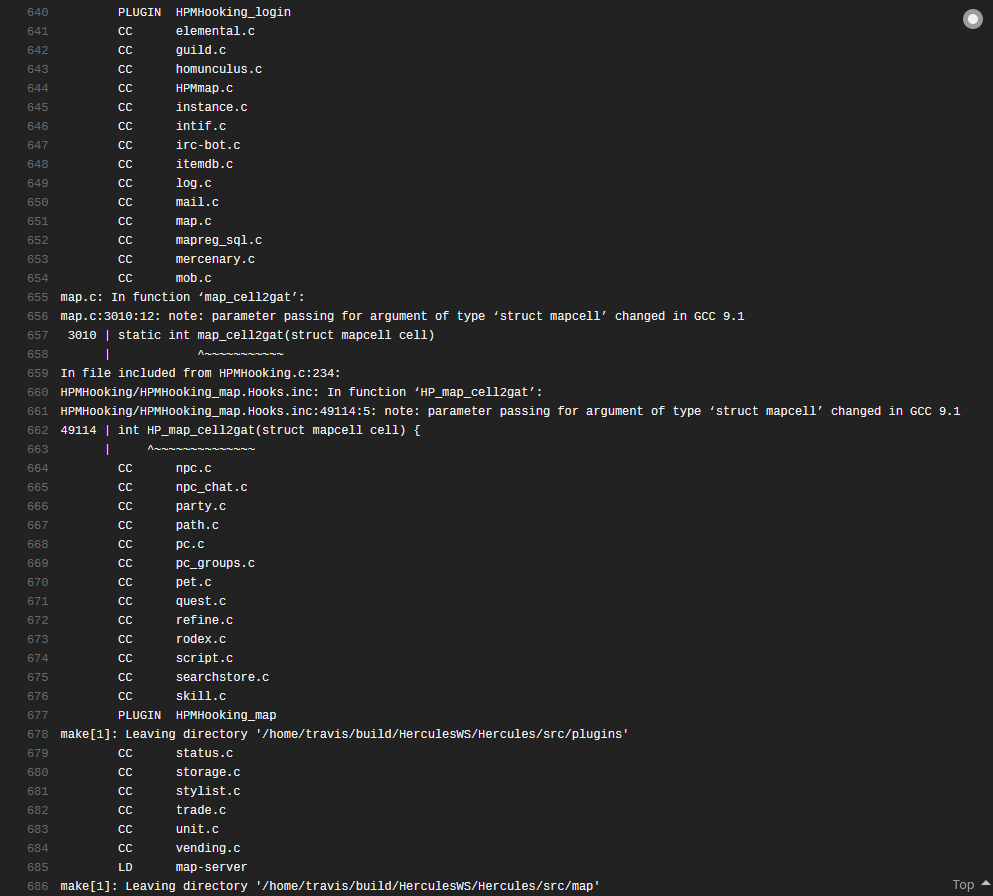 640 PLUGIN HPMHooking_login
641 CC elemental.c
642 CC guild.c
643 CC homunculus.c
644 CC HPMmap.c
645 CC instance.c
646 CC intif.c
647 CC irc-bot.c
648 CC itemdb.c
649 CC log.c
650 CC mail.c
651 CC map.c
652 CC mapreg_sql.c
653 CC mercenary.c
654 CC mob.c
655 map.c: In function ‘map_cell2gat’:
656 map.c:3010:12: note: parameter passing for argument of type ‘struct mapcell’ changed in GCC 9.1
657 3010 | static int map_cell2gat(struct mapcell cell)
658 | ^~~~~~~~~~~~
659 In file included from HPMHooking.c:234:
660 HPMHooking/HPMHooking_map.Hooks.inc: In function ‘HP_map_cell2gat’:
661 HPMHooking/HPMHooking_map.Hooks.inc:49114:5: note: parameter passing for argument of type ‘struct mapcell’ changed in GCC 9.1
662 49114 | int HP_map_cell2gat(struct mapcell cell) {
663 | ^~~~~~~~~~~~~~~
664 CC npc.c
665 CC npc_chat.c
666 CC party.c
667 CC path.c
668 CC pc.c
669 CC pc_groups.c
670 CC pet.c
671 CC quest.c
672 CC refine.c
673 CC rodex.c
674 CC script.c
675 CC searchstore.c
676 CC skill.c
677 PLUGIN HPMHooking_map
678 make[1]: Leaving directory '/home/travis/build/HerculesWS/Hercules/src/plugins'
679 CC status.c
680 CC storage.c
681 CC stylist.c
682 CC trade.c
683 CC unit.c
684 CC vending.c
685 LD map-server
686 make[1]: Leaving directory '/home/travis/build/HerculesWS/Hercules/src/map'
Top